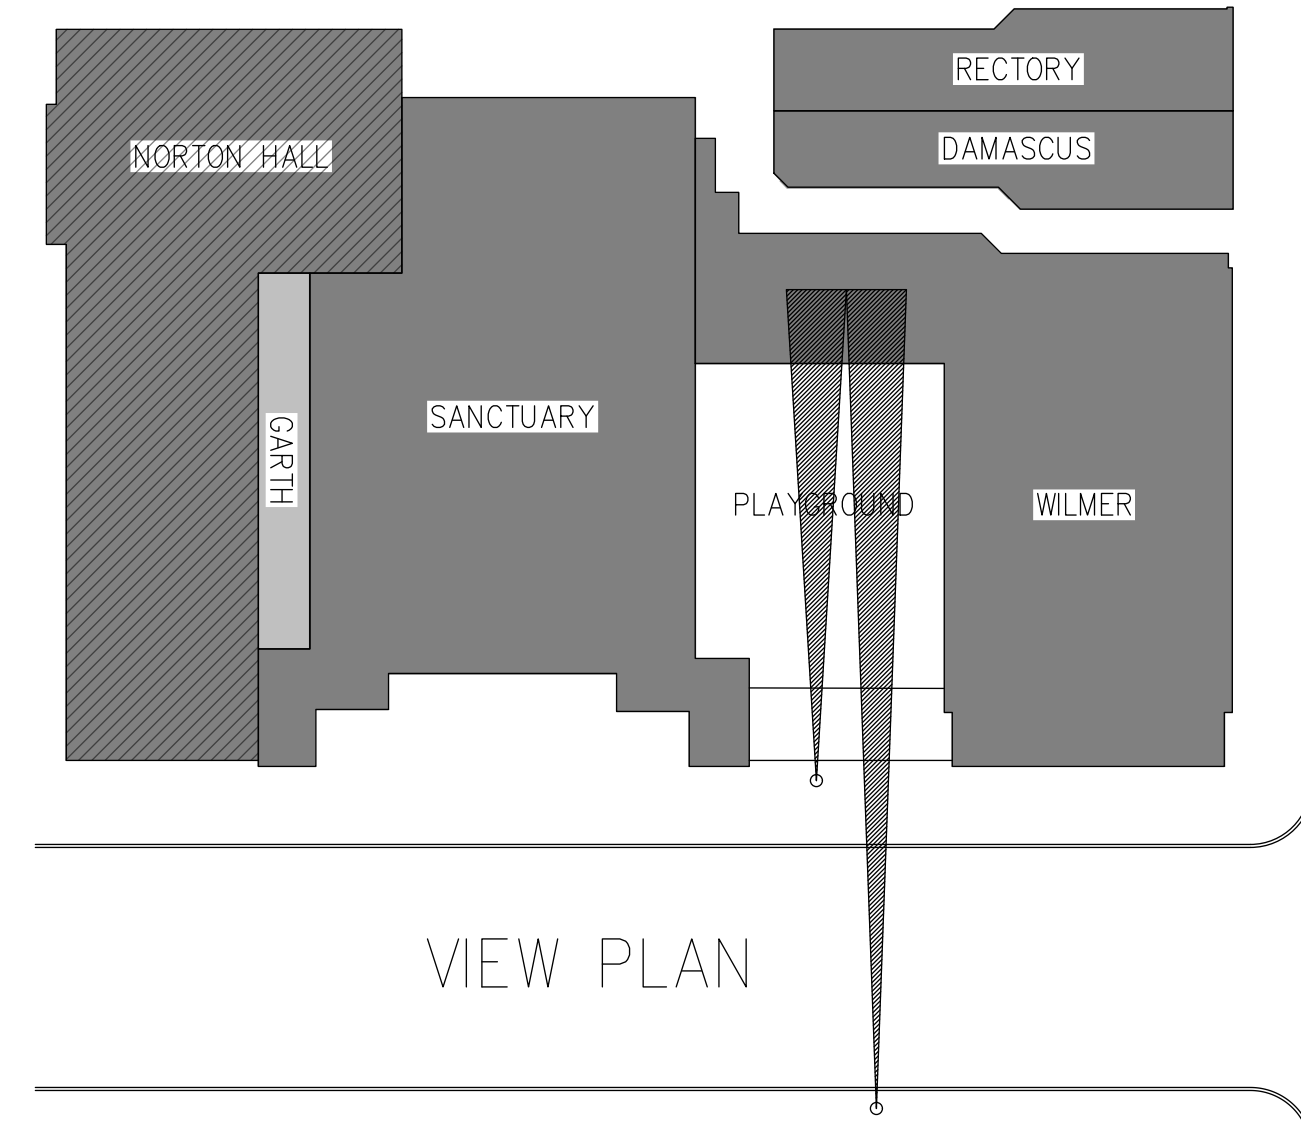 RECTORY
DAMASCUS
NORTON HALL
SANCTUARY
GARTH
PLAYGROUND
WILMER
VIEW PLAN